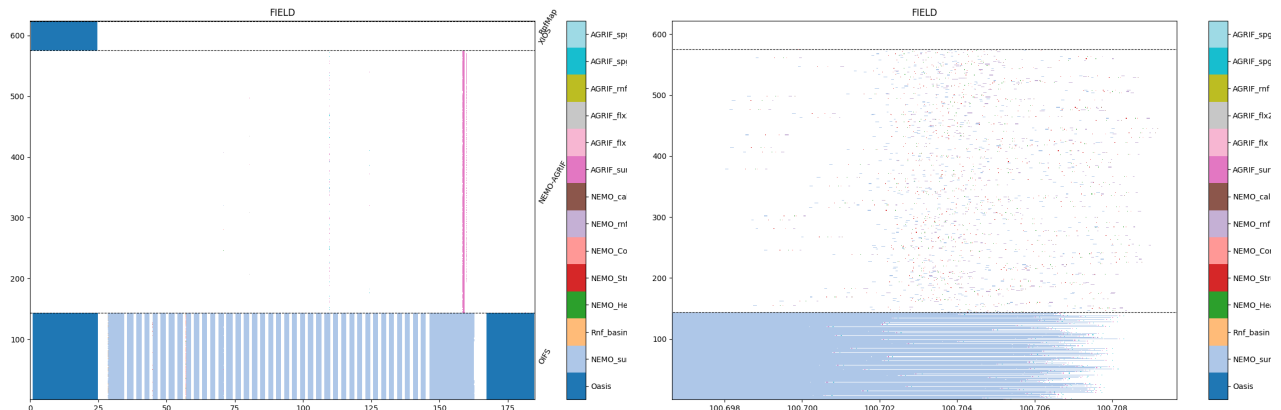 FIELD
600
500
400
300
200
100
0
25
50
75
100
125
150
175
RnfMap
XIOS
NEMO-AGRIF
OIFS
AGRIF_spg
AGRIF_spg
AGRIF_rnf
AGRIF_flx
AGRIF_flx
AGRIF_sur
NEMO_cal
NEMO_rnf
NEMO_Cor
NEMO_Str
NEMO_He
Rnf_basin
NEMO_sur
Oasis
FIELD
600
500
400
300
200
100
100.698
100.700
100.702
100.704
100.706
100.708
AGRIF_spg
AGRIF_spg
AGRIF_rnf
AGRIF_flx2
AGRIF_flx
AGRIF_sur
NEMO_cal
NEMO_rnf
NEMO_Cor
NEMO_Str
NEMO_Hea
Rnf_basin
NEMO_sur
Oasis